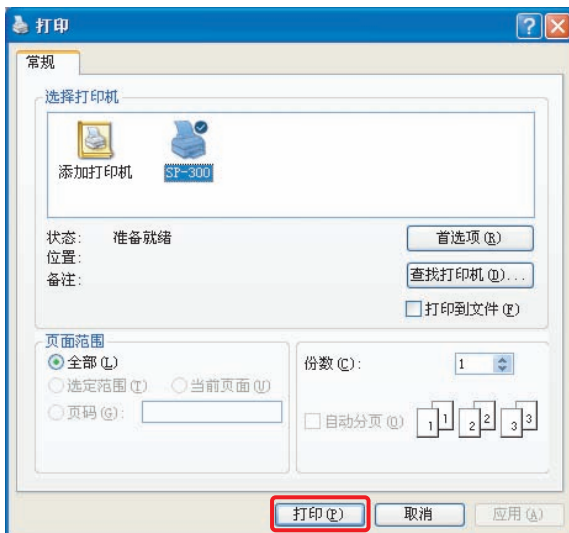 打印
常规
选择打印机
添加打印机
SP-300
状态: 准备就绪
位置:
备注:
首选项(R)
查找打印机(D)...
打印到文件(F)
页面范围
全部(L)
选定范围(T) 当前页面(U)
页码(G):
份数(C): 1
自动分页(O)
1 1 2 2 3 3
打印(P) 取消 应用(A)